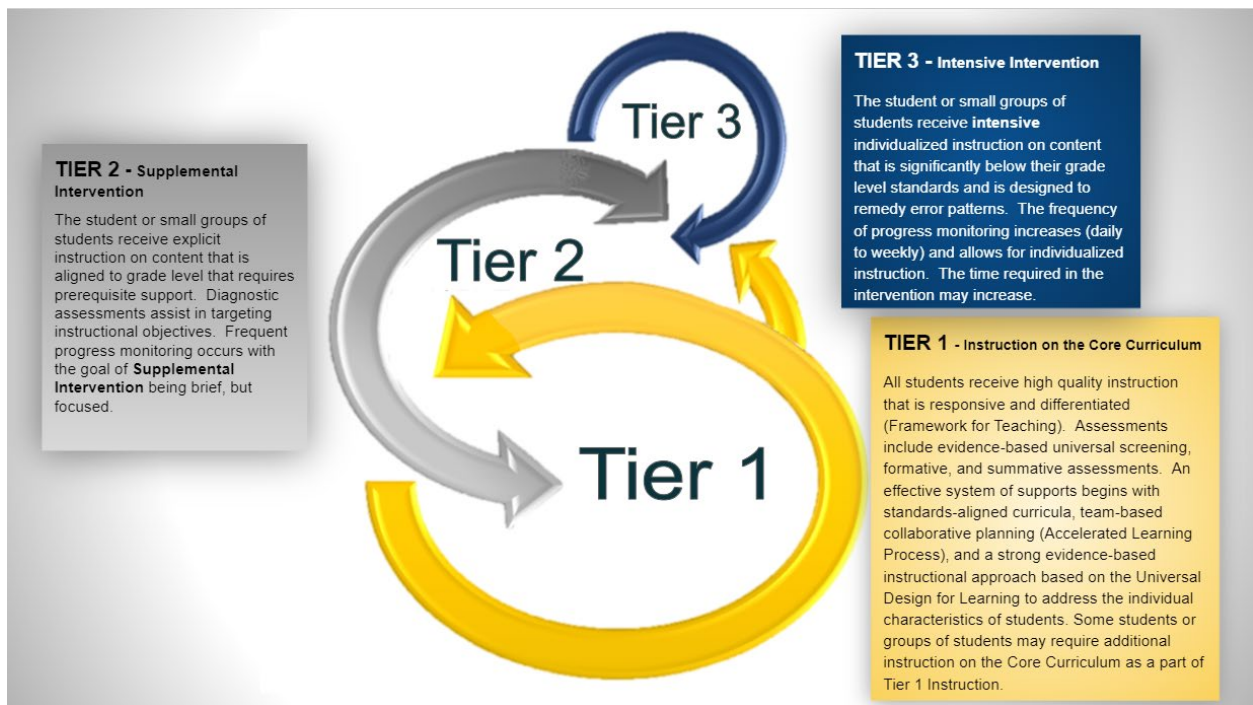 TIER 2 - Supplemental
Intervention
The student or small groups of
students receive explicit
instruction on content that is
aligned to grade level that requires
prerequisite support.  Diagnostic
assessments assist in targeting
instructional objectives.  Frequent
progress monitoring occurs with
the goal of Supplemental
Intervention being brief, but
focused.
Tier 3
Tier 2
Tier 1
TIER 3 - Intensive Intervention
The student or small groups of
students receive intensive
individualized instruction on content
that is significantly below their grade
level standards and is designed to
remedy error patterns.  The frequency
of progress monitoring increases (daily
to weekly) and allows for individualized
instruction.  The time required in the
intervention may increase.
TIER 1 - Instruction on the Core Curriculum
All students receive high quality instruction
that is responsive and differentiated
(Framework for Teaching).  Assessments
include evidence-based universal screening,
formative, and summative assessments.  An
effective system of supports begins with
standards-aligned curricula, team-based
collaborative planning (Accelerated Learning
Process), and a strong evidence-based
instructional approach based on the Universal
Design for Learning to address the individual
characteristics of students. Some students or
groups of students may require additional
instruction on the Core Curriculum as a part of
Tier 1 Instruction.